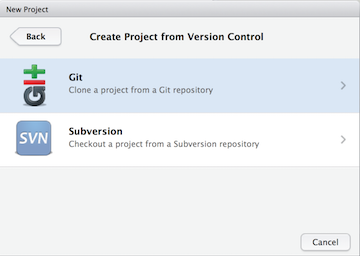 New Project
Back
Create Project from Version Control
Git
Clone a project from a Git repository
SVN
Subversion
Checkout a project from a Subversion repository
Cancel